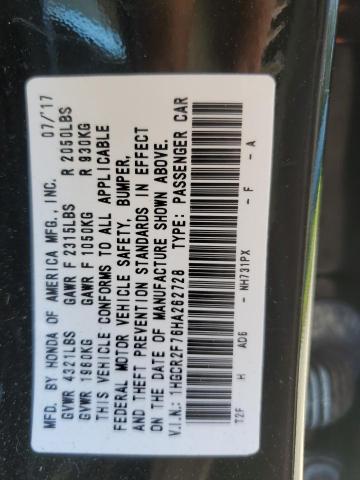 MFD. BY HONDA OF AMERICA MFG., INC. 07/17
GVWR 4321LBS GAWR F 2315LBS R 2050LBS
GVWR 1960KG GAWR F 1050KG R 930KG
THIS VEHICLE CONFORMS TO ALL APPLICABLE
FEDERAL MOTOR VEHICLE SAFETY, BUMPER,
AND THEFT PREVENTION STANDARDS IN EFFECT
ON THE DATE OF MANUFACTURE SHOWN ABOVE.
V.I.N.: 1HGCR2F76HA262728 TYPE: PASSENGER CAR
T2F H AD6 - NH731PX - F - A